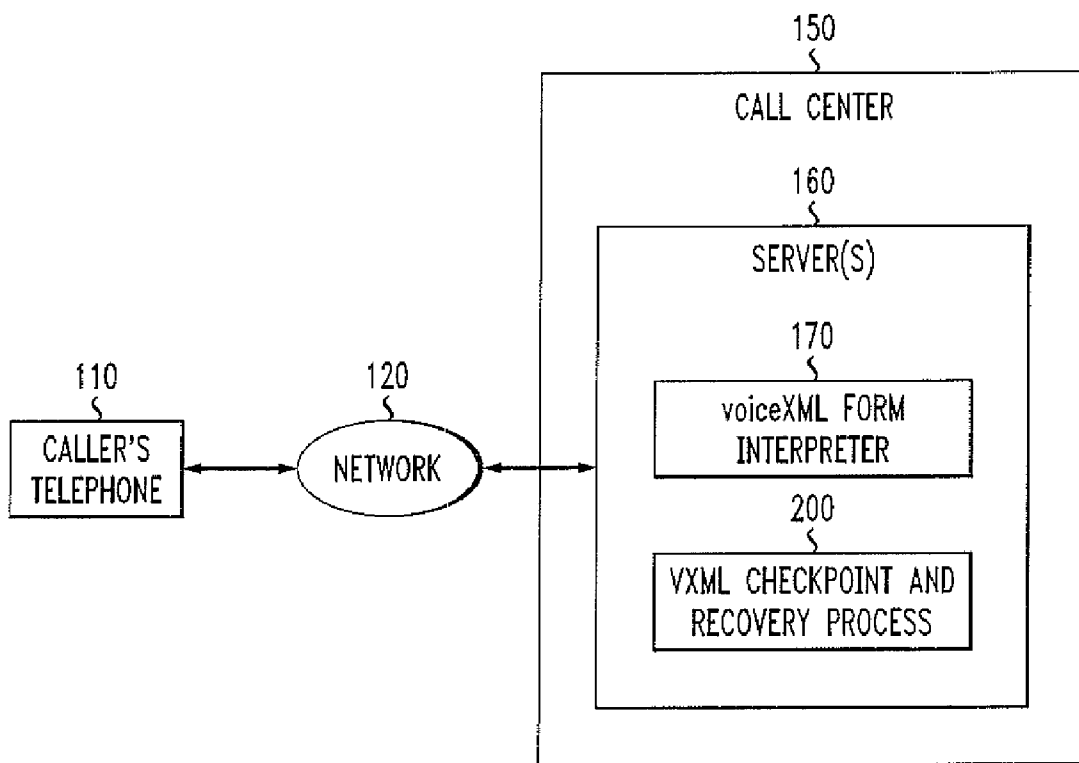 150
CALL CENTER
160
SERVER(S)
170
voiceXML FORM
INTERPRETER
110
CALLER'S
TELEPHONE
120
NETWORK
200
VXML CHECKPOINT AND
RECOVERY PROCESS